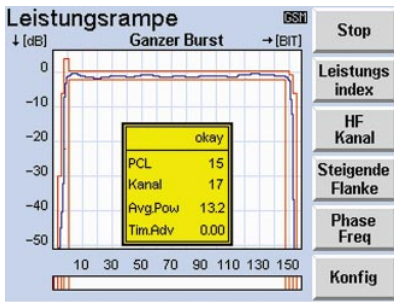 Leistungsrampe GSM
↓ [dB] Ganzer Burst → [BIT]
0
-10
-20
-30
-40
-50
okay
PCL 15
Kanal 17
Avg.Pow 13.2
Tim.Adv 0.00
10 30 50 70 90 110 130 150
Stop
Leistungs
index
HF
Kanal
Steigende
Flanke
Phase
Freq
Konfig